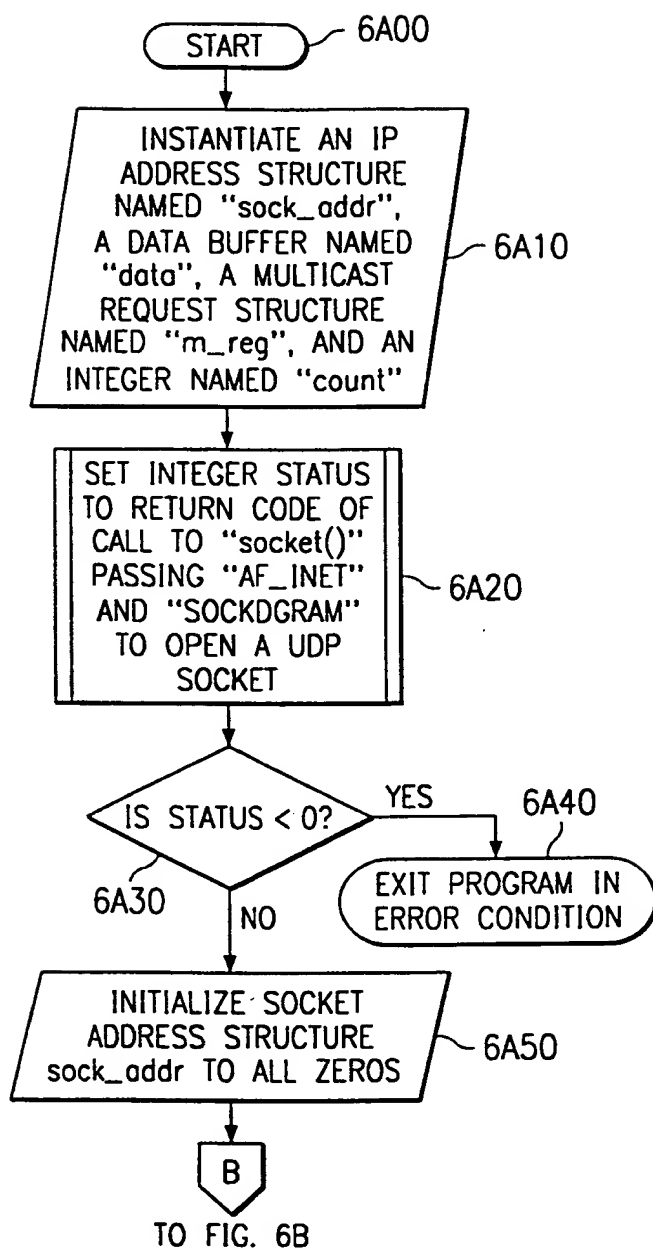 START
6A00
INSTANTIATE AN IP
ADDRESS STRUCTURE
NAMED “sock_addr”,
A DATA BUFFER NAMED
“data”, A MULTICAST
REQUEST STRUCTURE
NAMED “m_reg”, AND AN
INTEGER NAMED “count”
6A10
SET INTEGER STATUS
TO RETURN CODE OF
CALL TO “socket()”
PASSING “AF_INET”
AND “SOCKDGRAM”
TO OPEN A UDP
SOCKET
6A20
IS STATUS < 0?
YES
6A30
NO
6A40
EXIT PROGRAM IN
ERROR CONDITION
INITIALIZE SOCKET
ADDRESS STRUCTURE
sock_addr TO ALL ZEROS
6A50
B
TO FIG. 6B